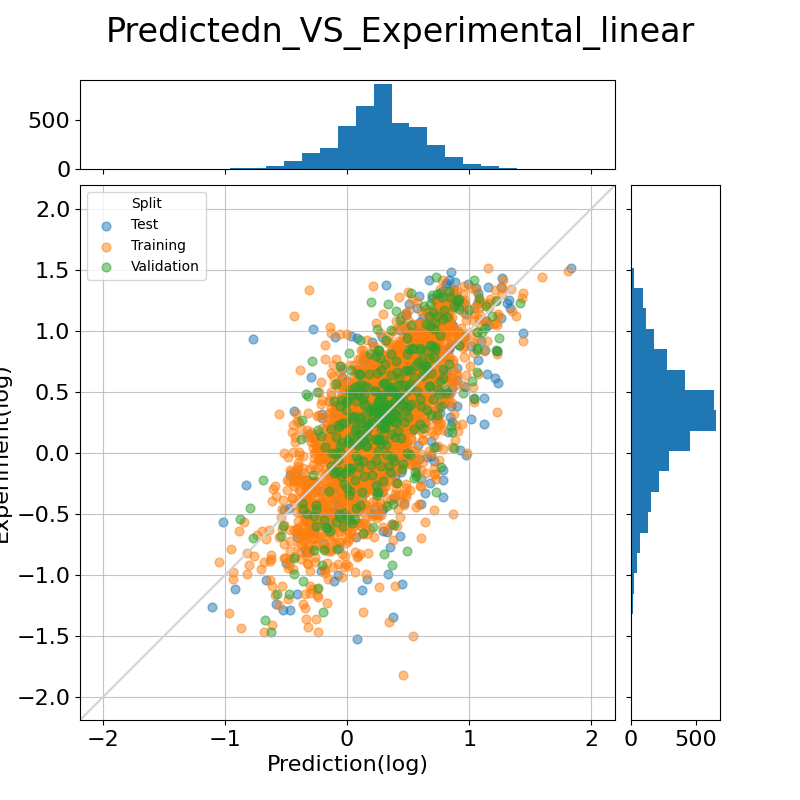 Predictedn_VS_Experimental_linear
500
0
2.0
1.5
1.0
0.5
0.0
−0.5
−1.0
−1.5
−2.0
Split
Test
Training
Validation
Experiment(log)
−2
−1
0
1
2
0
500
Prediction(log)